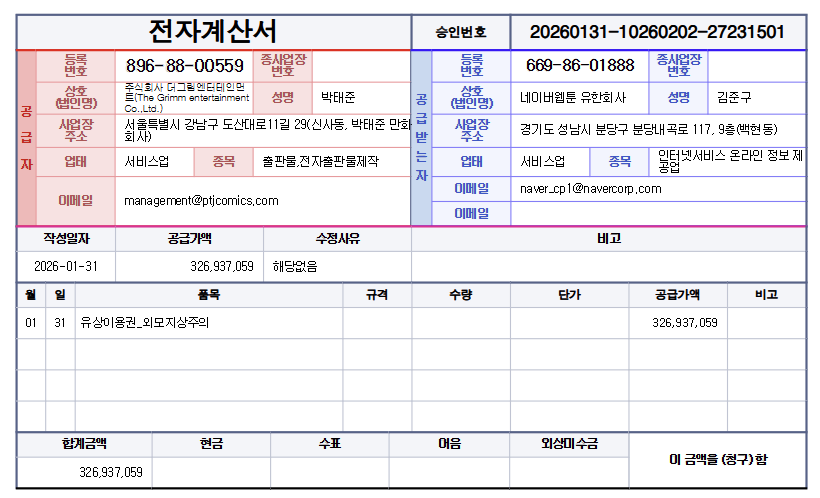 전자계산서
승인번호
20260131-10260202-27231501
공급자
등록
번호
896-88-00559
종사업장
번호
상호
(법인명)
주식회사 더그림엔터테인먼
트(The Grimm entertainment
Co.,Ltd.)
성명
박태준
사업장
주소
서울특별시 강남구 도산대로11길 29(신사동, 박태준 만화
회사)
업태
서비스업
종목
출판물,전자출판물제작
이메일
management@ptjcomics.com
공급받는자
등록
번호
669-86-01888
종사업장
번호
상호
(법인명)
네이버웹툰 유한회사
성명
김준구
사업장
주소
경기도 성남시 분당구 분당내곡로 117, 9층(백현동)
업태
서비스업
종목
인터넷서비스 온라인 정보 제
공업
이메일
naver_cp1@navercorp.com
이메일
작성일자 공급가액 수정사유 비고
2026-01-31 326,937,059 해당없음
월 일 품목 규격 수량 단가 공급가액 비고
01 31 유상이용권_외모지상주의 326,937,059
합계금액 현금 수표 어음 외상미수금
이 금액을 (청구) 함
326,937,059